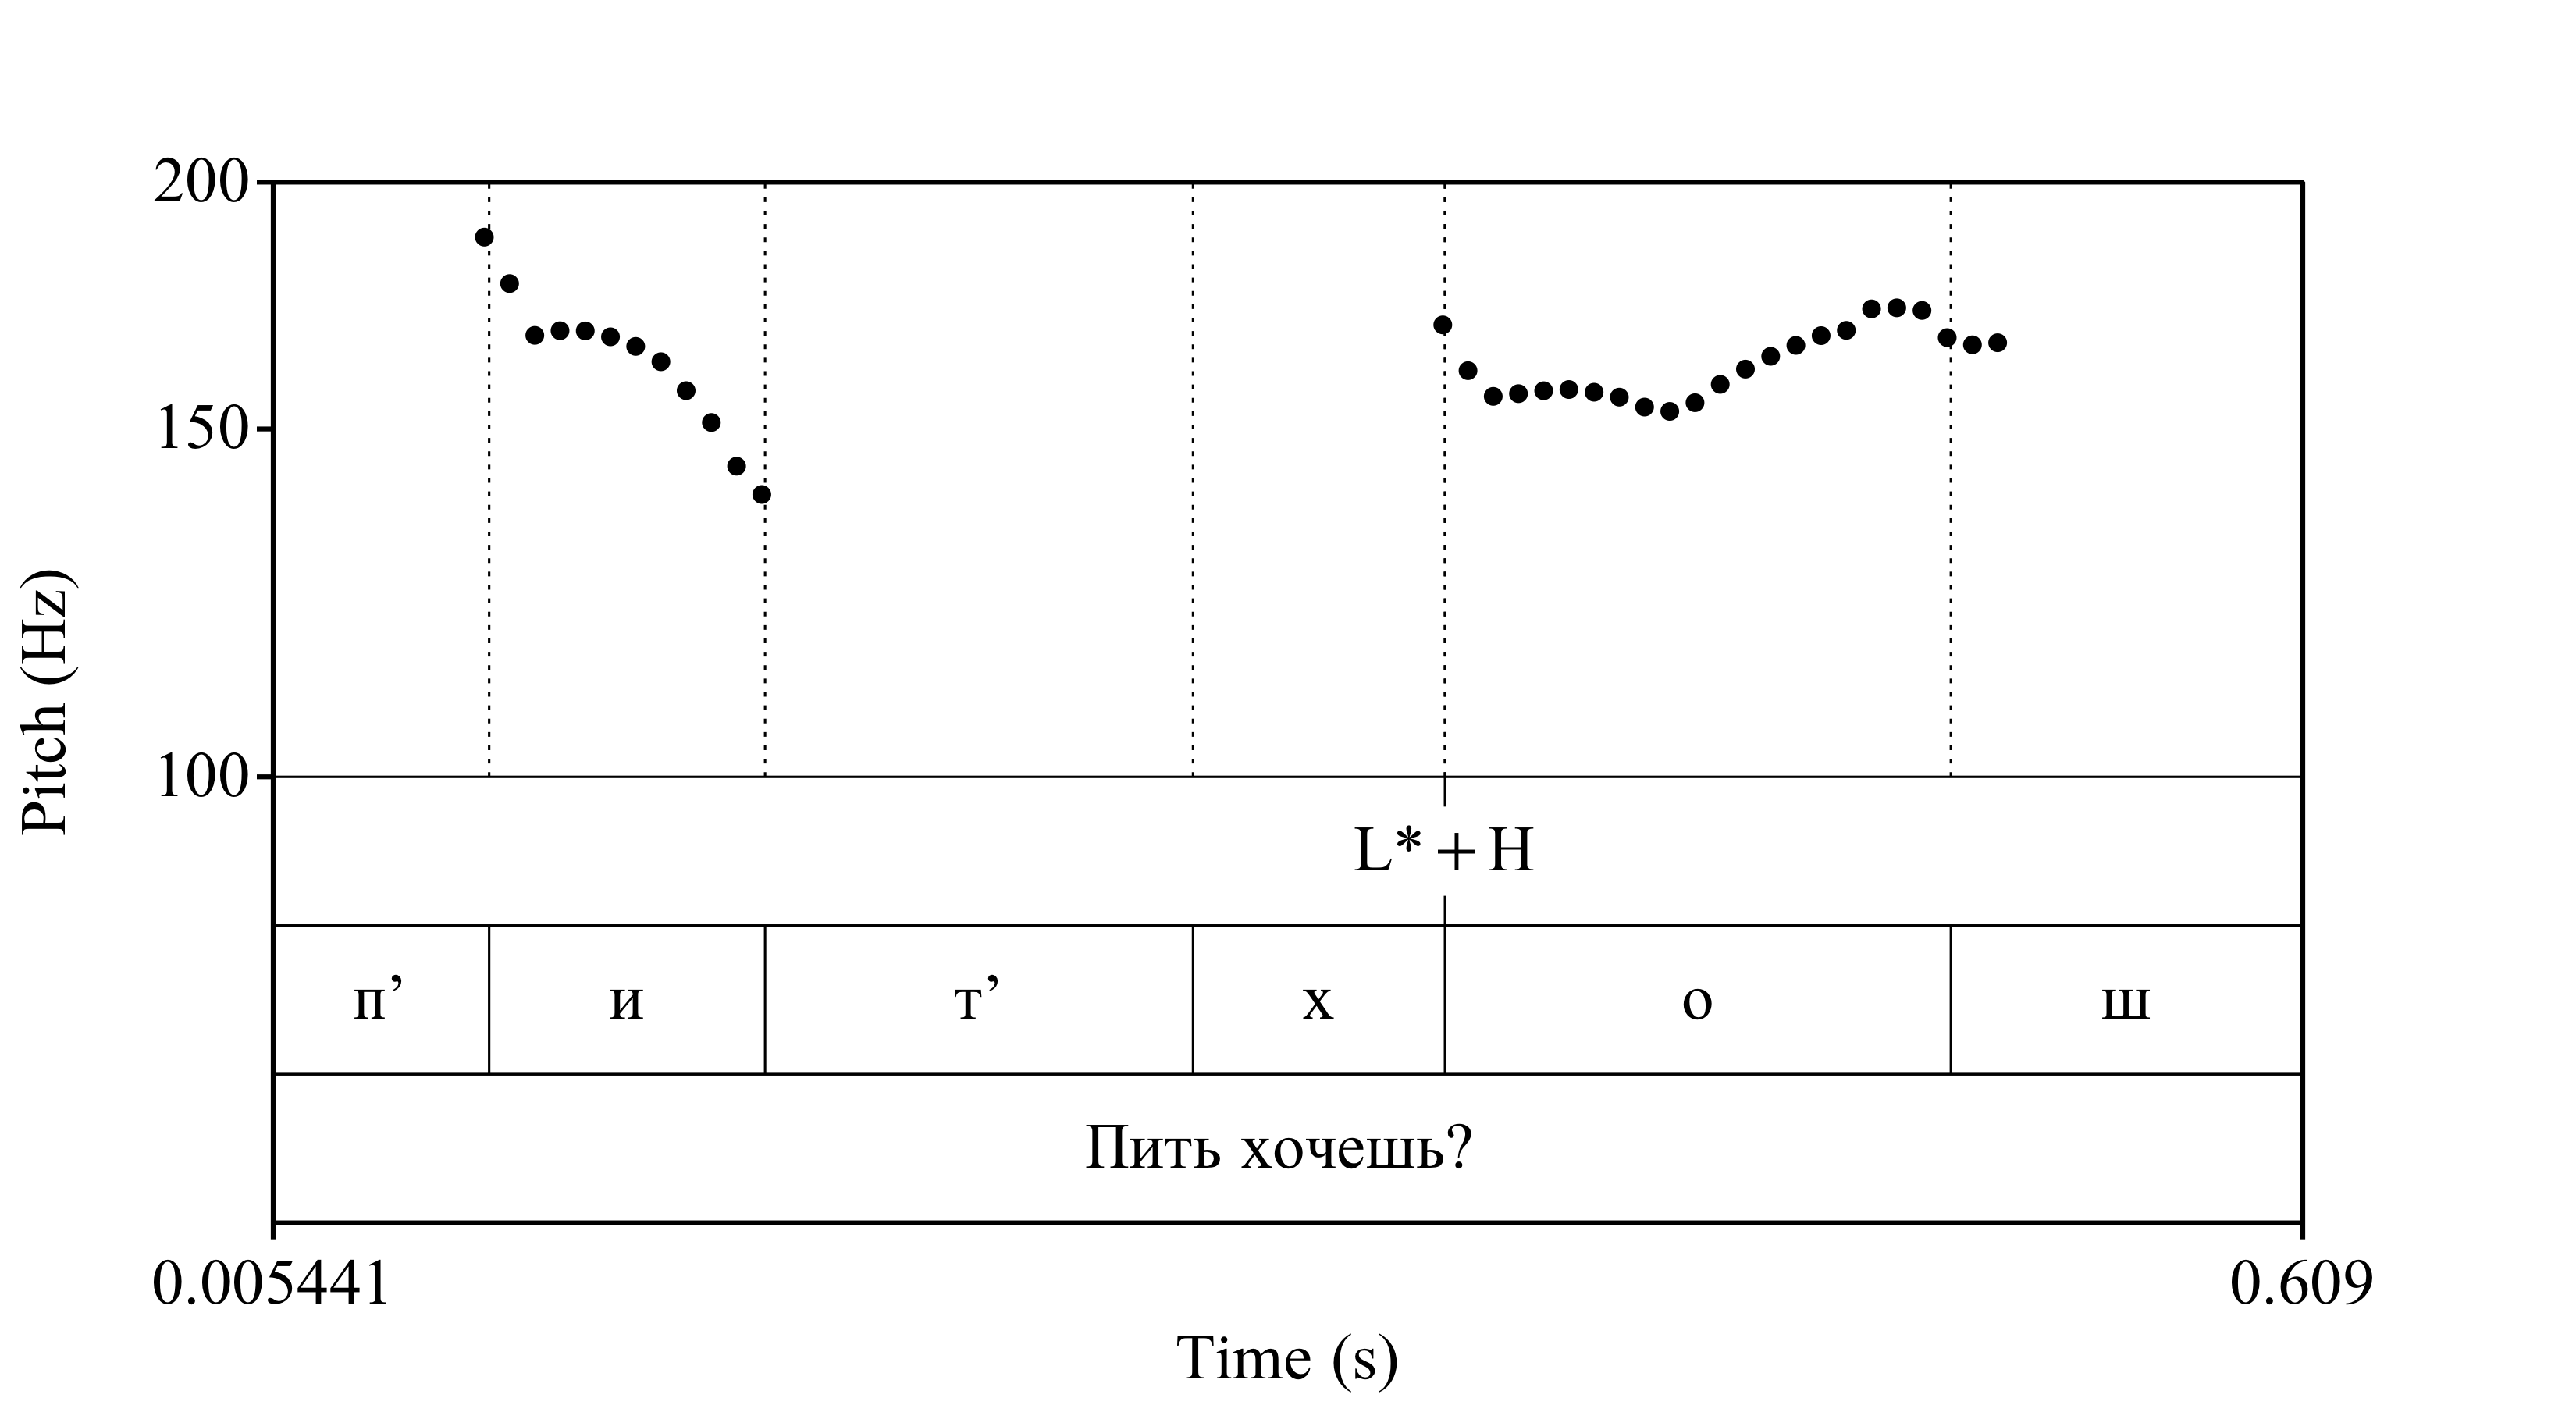 200
150
100
Pitch (Hz)
L*+H
п’ и т’ х о ш
Пить хочешь?
0.005441 0.609
Time (s)